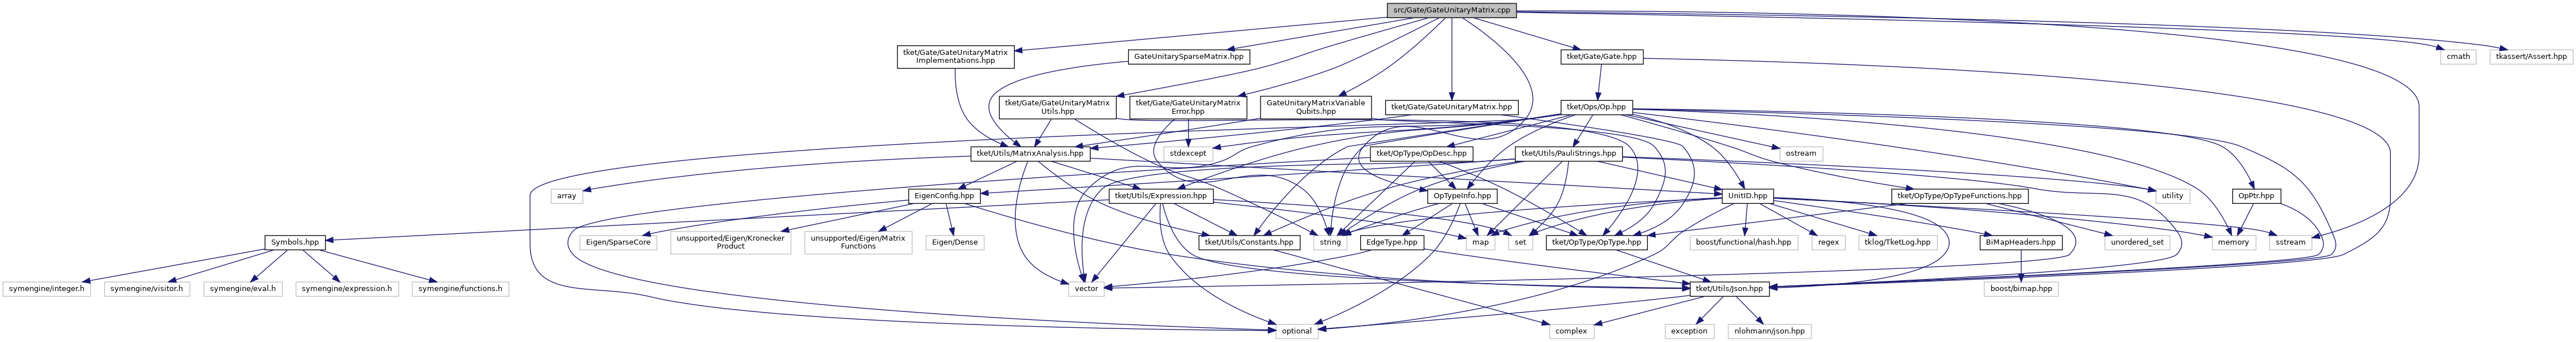 src/Gate/GateUnitaryMatrix.cpp
tket/Gate/GateUnitaryMatrix
Implementations.hpp
GateUnitarySparseMatrix.hpp
tket/Gate/Gate.hpp
cmath
tkassert/Assert.hpp
tket/Gate/GateUnitaryMatrix
Utils.hpp
tket/Gate/GateUnitaryMatrix
Error.hpp
GateUnitaryMatrixVariable
Qubits.hpp
tket/Gate/GateUnitaryMatrix.hpp
tket/Ops/Op.hpp
tket/Utils/MatrixAnalysis.hpp
stdexcept
tket/OpType/OpDesc.hpp
tket/Utils/PauliStrings.hpp
ostream
array
EigenConfig.hpp
tket/Utils/Expression.hpp
OpTypeInfo.hpp
UnitID.hpp
tket/OpType/OpTypeFunctions.hpp
utility
OpPtr.hpp
Symbols.hpp
Eigen/SparseCore
unsupported/Eigen/Kronecker
Product
unsupported/Eigen/Matrix
Functions
Eigen/Dense
tket/Utils/Constants.hpp
string
EdgeType.hpp
map
set
tket/OpType/OpType.hpp
boost/functional/hash.hpp
regex
tklog/TketLog.hpp
BiMapHeaders.hpp
unordered_set
memory
sstream
symengine/integer.h
symengine/visitor.h
symengine/eval.h
symengine/expression.h
symengine/functions.h
vector
tket/Utils/Json.hpp
boost/bimap.hpp
optional
complex
exception
nlohmann/json.hpp